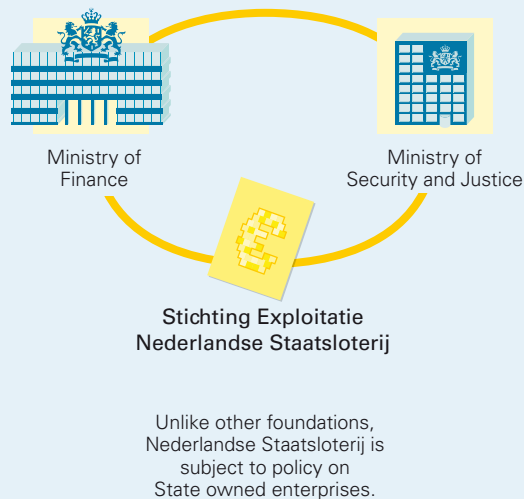 Ministry of
Finance
Ministry of
Security and Justice
€
Stichting Exploitatie
Nederlandse Staatsloterij
Unlike other foundations,
Nederlandse Staatsloterij is
subject to policy on
State owned enterprises.